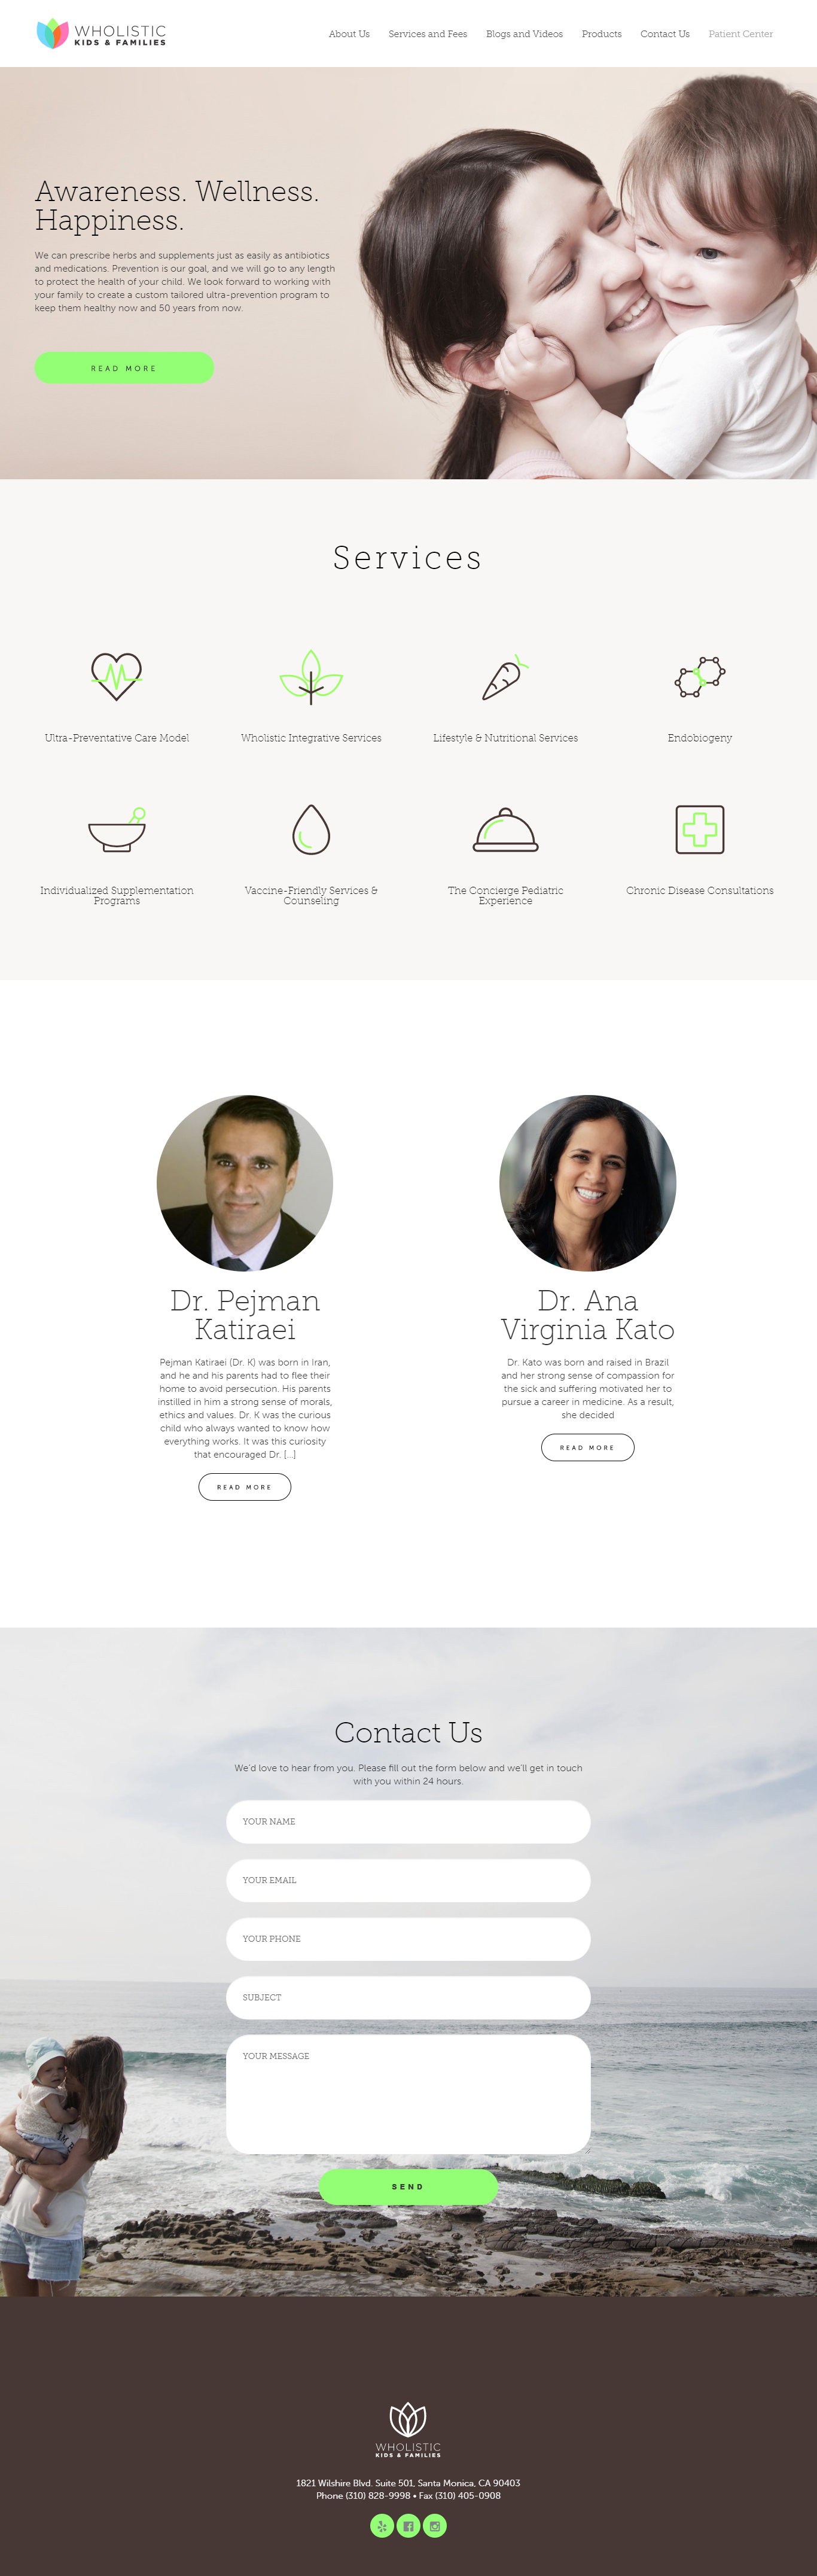 WHOLISTIC
KIDS & FAMILIES
About Us
Services and Fees
Blogs and Videos
Products
Contact Us
Patient Center
Awareness. Wellness.
Happiness.
We can prescribe herbs and supplements just as easily as antibiotics
and medications. Prevention is our goal, and we will go to any length
to protect the health of your child. We look forward to working with
your family to create a custom tailored ultra-prevention program to
keep them healthy now and 50 years from now.
READ MORE
Services
Ultra-Preventative Care Model
Wholistic Integrative Services
Lifestyle & Nutritional Services
Endobiogeny
Individualized Supplementation
Programs
Vaccine-Friendly Services &
Counseling
The Concierge Pediatric
Experience
Chronic Disease Consultations
Dr. Pejman
Katiraei
Pejman Katiraei (Dr. K) was born in Iran,
and he and his parents had to flee their
home to avoid persecution. His parents
instilled in him a strong sense of morals,
ethics and values. Dr. K was the curious
child who always wanted to know how
everything works. It was this curiosity
that encouraged Dr. [...]
READ MORE
Dr. Ana
Virginia Kato
Dr. Kato was born and raised in Brazil
and her strong sense of compassion for
the sick and suffering motivated her to
pursue a career in medicine. As a result,
she decided
READ MORE
Contact Us
We'd love to hear from you. Please fill out the form below and we'll get in touch
with you within 24 hours.
YOUR NAME
YOUR EMAIL
YOUR PHONE
SUBJECT
YOUR MESSAGE
SEND
WHOLISTIC
KIDS & FAMILIES
1821 Wilshire Blvd. Suite 501, Santa Monica, CA 90403
Phone (310) 828-9998 • Fax (310) 405-0908